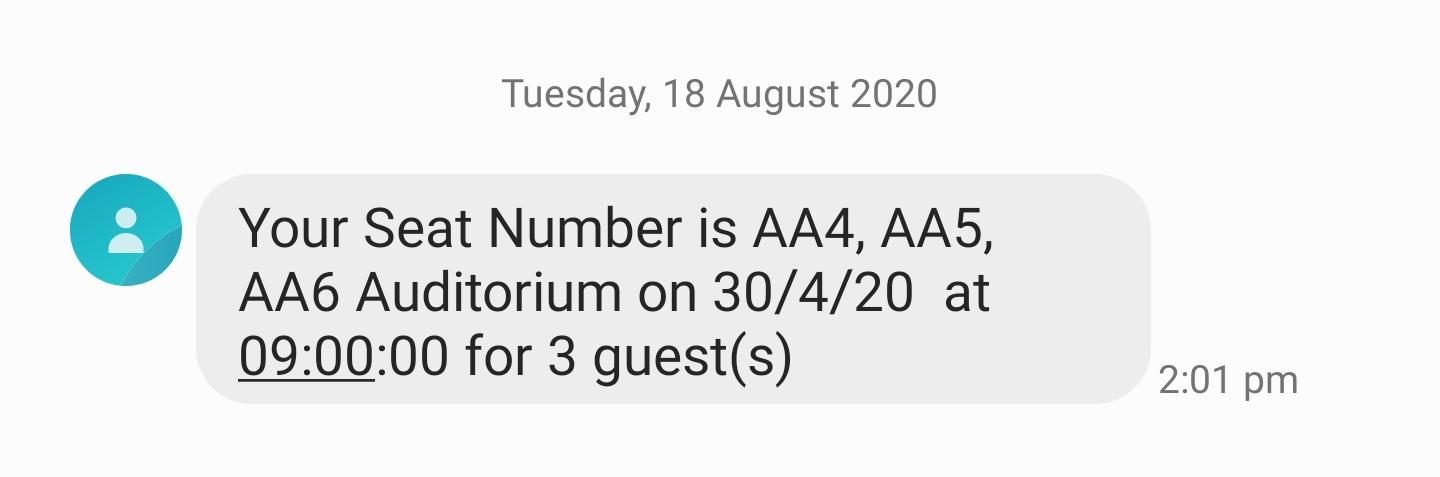 Tuesday, 18 August 2020
Your Seat Number is AA4, AA5,
AA6 Auditorium on 30/4/20  at
09:00:00 for 3 guest(s)
2:01 pm